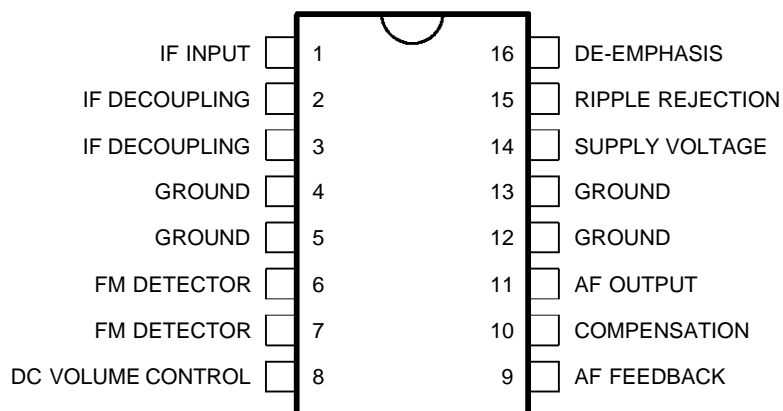 IF INPUT 1 16 DE-EMPHASIS
IF DECOUPLING 2 15 RIPPLE REJECTION
IF DECOUPLING 3 14 SUPPLY VOLTAGE
GROUND 4 13 GROUND
GROUND 5 12 GROUND
FM DETECTOR 6 11 AF OUTPUT
FM DETECTOR 7 10 COMPENSATION
DC VOLUME CONTROL 8 9 AF FEEDBACK